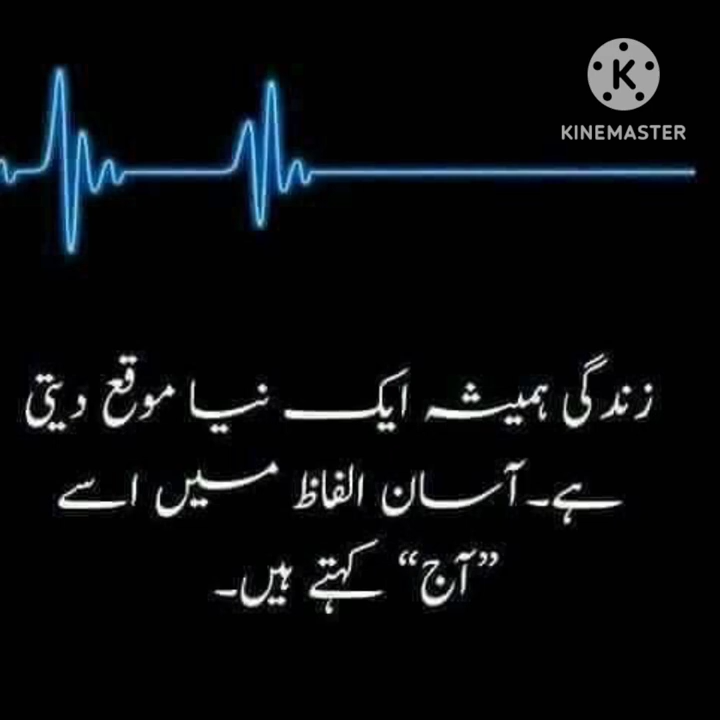 KINEMASTER
زندگی ہمیشہ ایک نیا موقع دیتی
ہے۔ آسان الفاظ میں اسے
”آج“ کہتے ہیں۔